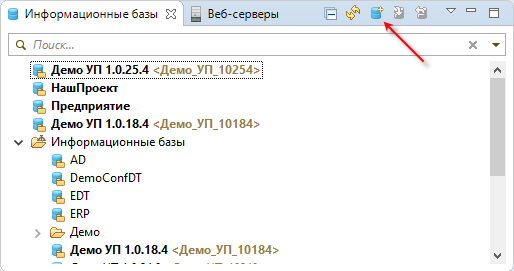 Информационные базы Веб-серверы
Поиск...
Демо УП 1.0.25.4 <Демо_УП_10254>
НашПроект
Предприятие
Демо УП 1.0.18.4 <Демо_УП_10184>
Информационные базы
AD
DemoConfDT
EDT
ERP
Демо
Демо УП 1.0.18.4 <Демо_УП_10184>